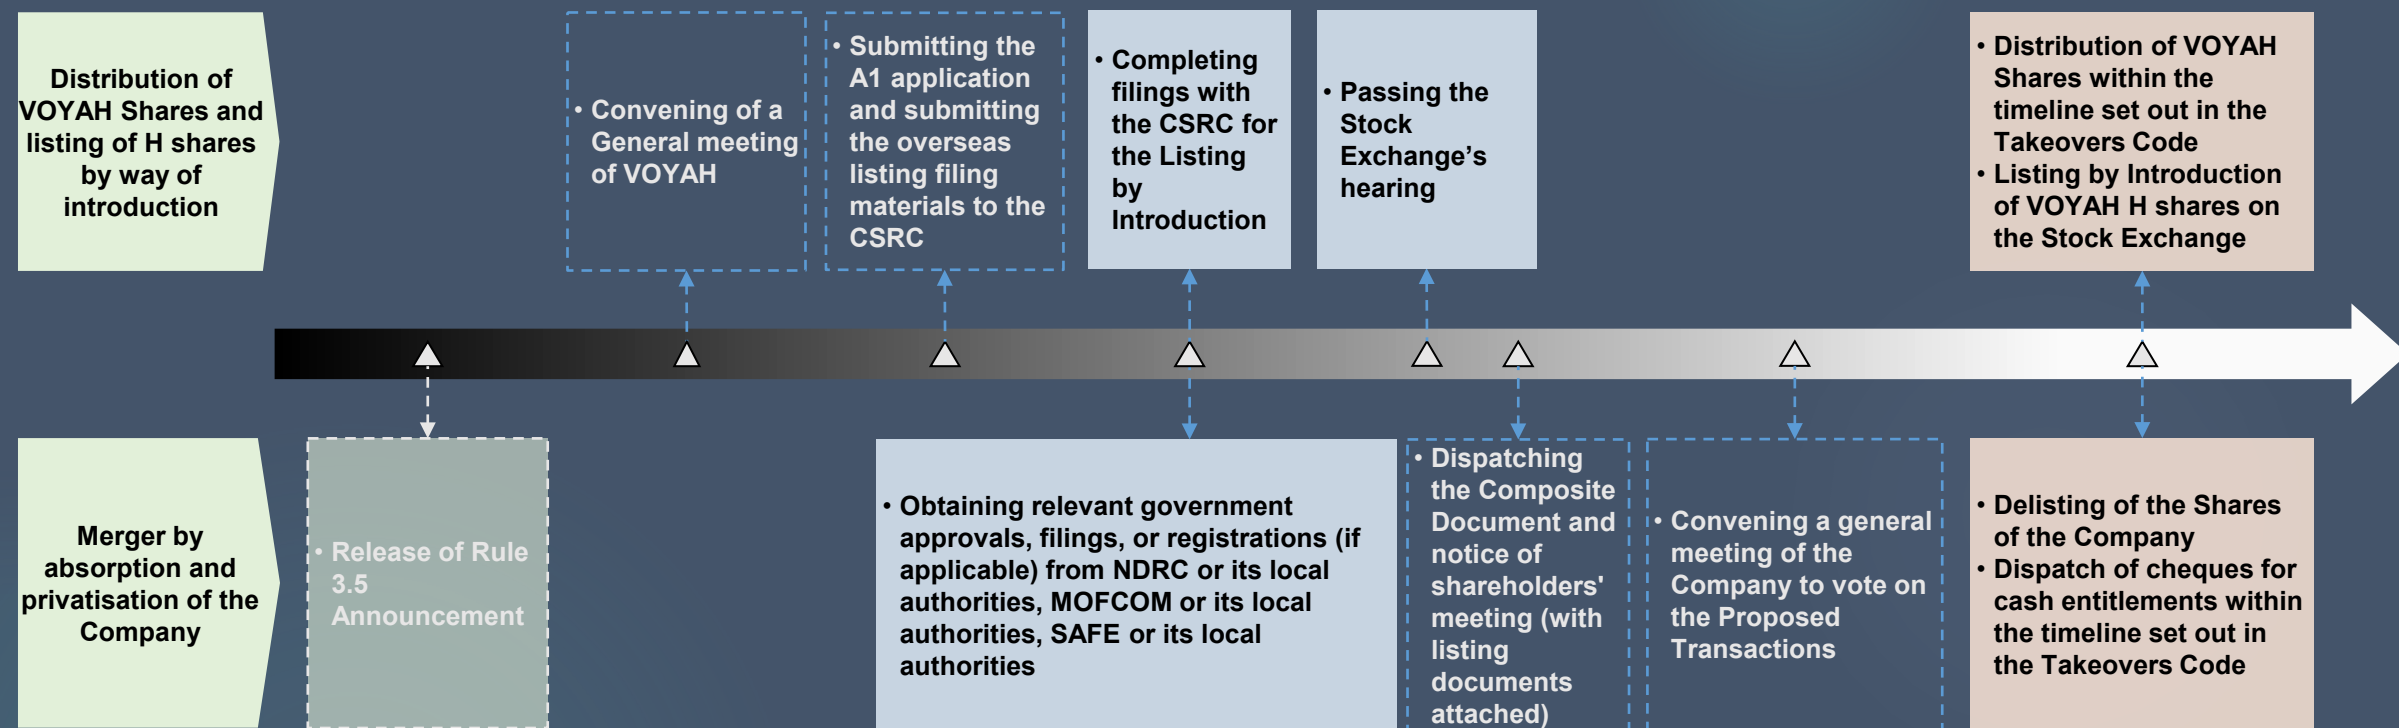 Distribution of
VOYAH Shares and
listing of H shares
by way of
introduction
• Convening of a
General meeting
of VOYAH
• Submitting the
A1 application
and submitting
the overseas
listing filing
materials to the
CSRC
• Completing
filings with
the CSRC for
the Listing
by
Introduction
• Passing the
Stock
Exchange’s
hearing
• Distribution of VOYAH
Shares within the
timeline set out in the
Takeovers Code
• Listing by Introduction
of VOYAH H shares on
the Stock Exchange
Merger by
absorption and
privatisation of the
Company
• Release of Rule
3.5
Announcement
• Obtaining relevant government
approvals, filings, or registrations (if
applicable) from NDRC or its local
authorities, MOFCOM or its local
authorities, SAFE or its local
authorities
• Dispatching
the Composite
Document and
notice of
shareholders'
meeting (with
listing
documents
attached)
• Convening a general
meeting of the
Company to vote on
the Proposed
Transactions
• Delisting of the Shares
of the Company
• Dispatch of cheques for
cash entitlements within
the timeline set out in
the Takeovers Code